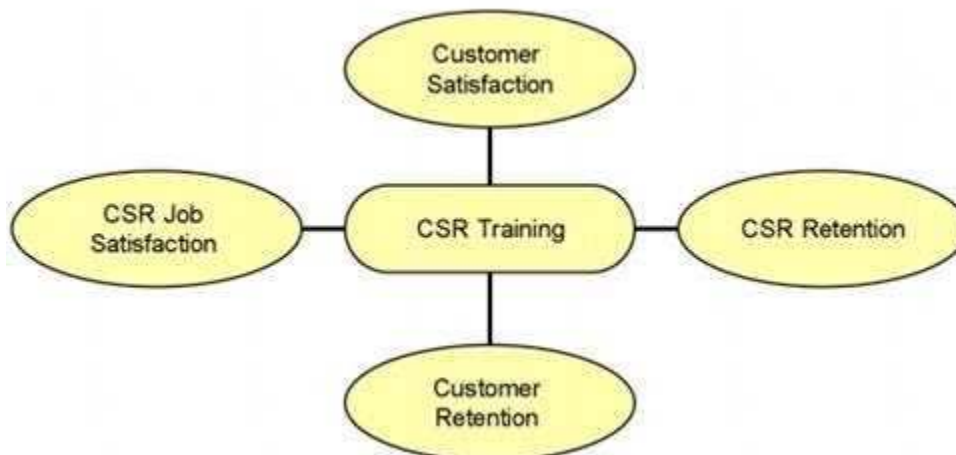 Customer
Satisfaction
CSR Job
Satisfaction
CSR Training
CSR Retention
Customer
Retention